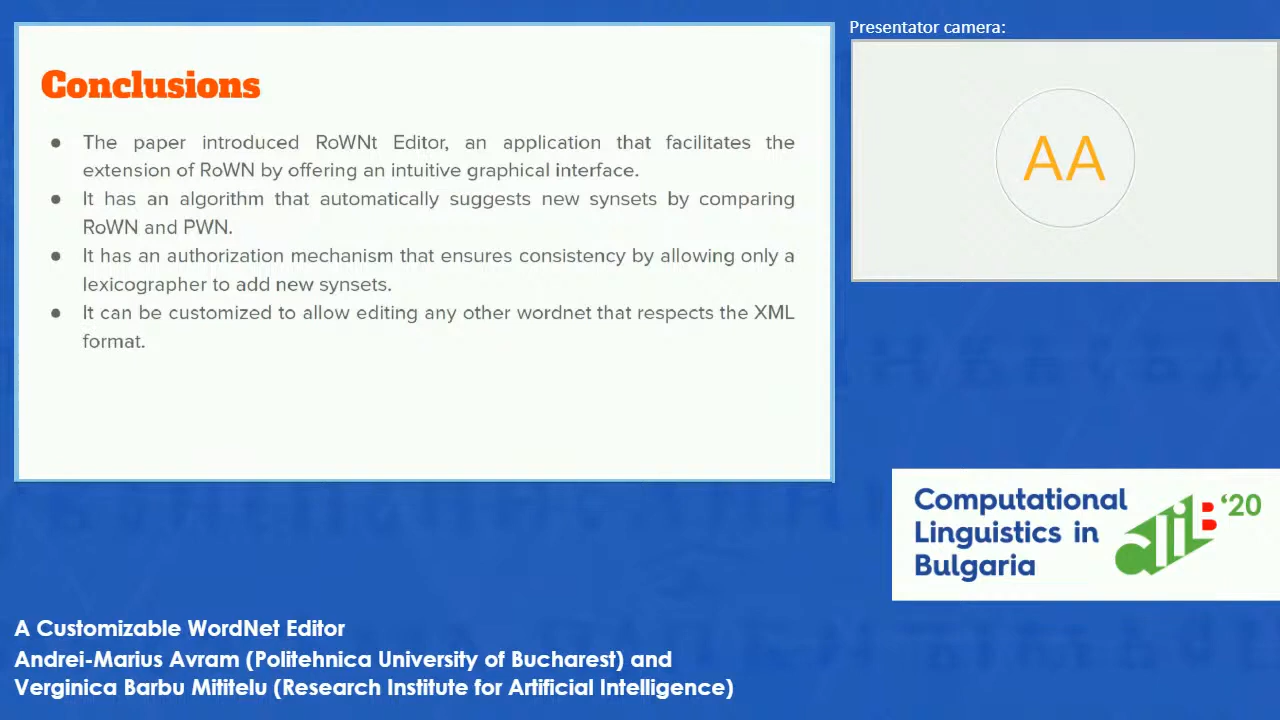 Presentator camera:
Conclusions
● The paper introduced RoWNt Editor, an application that facilitates the
extension of RoWN by offering an intuitive graphical interface.
● It has an algorithm that automatically suggests new synsets by comparing
RoWN and PWN.
● It has an authorization mechanism that ensures consistency by allowing only a
lexicographer to add new synsets.
● It can be customized to allow editing any other wordnet that respects the XML
format.
AA
Computational
Linguistics in
Bulgaria
clIB '20
A Customizable WordNet Editor
Andrei-Marius Avram (Politehnica University of Bucharest) and
Verginica Barbu Mititelu (Research Institute for Artificial Intelligence)